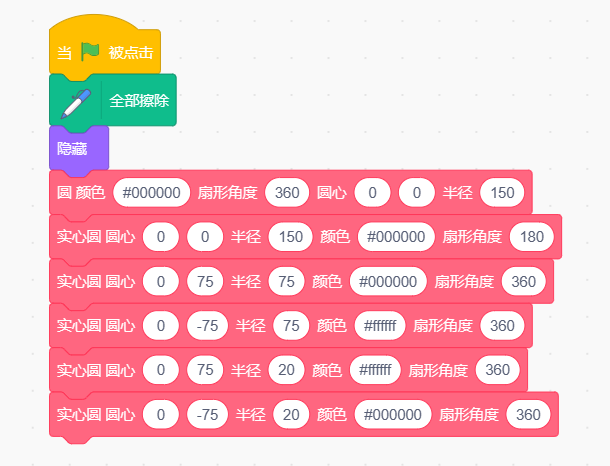 当 被点击
全部擦除
隐藏
圆 颜色 #000000 扇形角度 360 圆心 0 0 半径 150
实心圆 圆心 0 0 半径 150 颜色 #000000 扇形角度 180
实心圆 圆心 0 75 半径 75 颜色 #000000 扇形角度 360
实心圆 圆心 0 -75 半径 75 颜色 #ffffff 扇形角度 360
实心圆 圆心 0 75 半径 20 颜色 #ffffff 扇形角度 360
实心圆 圆心 0 -75 半径 20 颜色 #000000 扇形角度 360